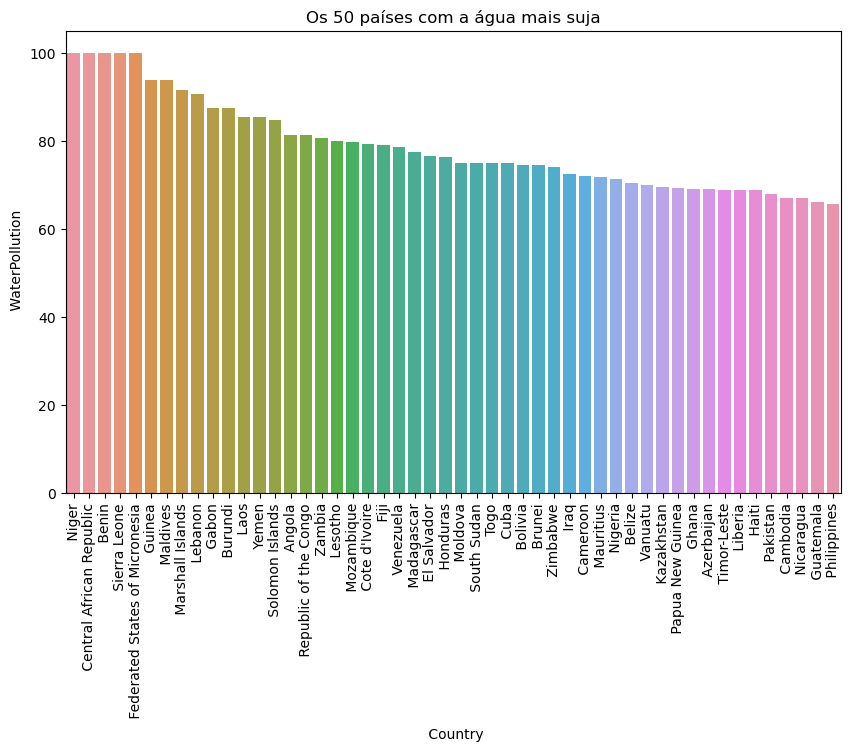 Os 50 países com a água mais suja
WaterPollution
100
80
60
40
20
0
Niger
Central African Republic
Benin
Sierra Leone
Federated States of Micronesia
Guinea
Maldives
Marshall Islands
Lebanon
Gabon
Burundi
Laos
Yemen
Solomon Islands
Angola
Republic of the Congo
Zambia
Lesotho
Mozambique
Cote d'Ivoire
Fiji
Venezuela
Madagascar
El Salvador
Honduras
Moldova
South Sudan
Togo
Cuba
Bolivia
Brunei
Zimbabwe
Iraq
Cameroon
Mauritius
Nigeria
Belize
Vanuatu
Kazakhstan
Papua New Guinea
Ghana
Azerbaijan
Timor-Leste
Liberia
Haiti
Pakistan
Cambodia
Nicaragua
Guatemala
Philippines
Country